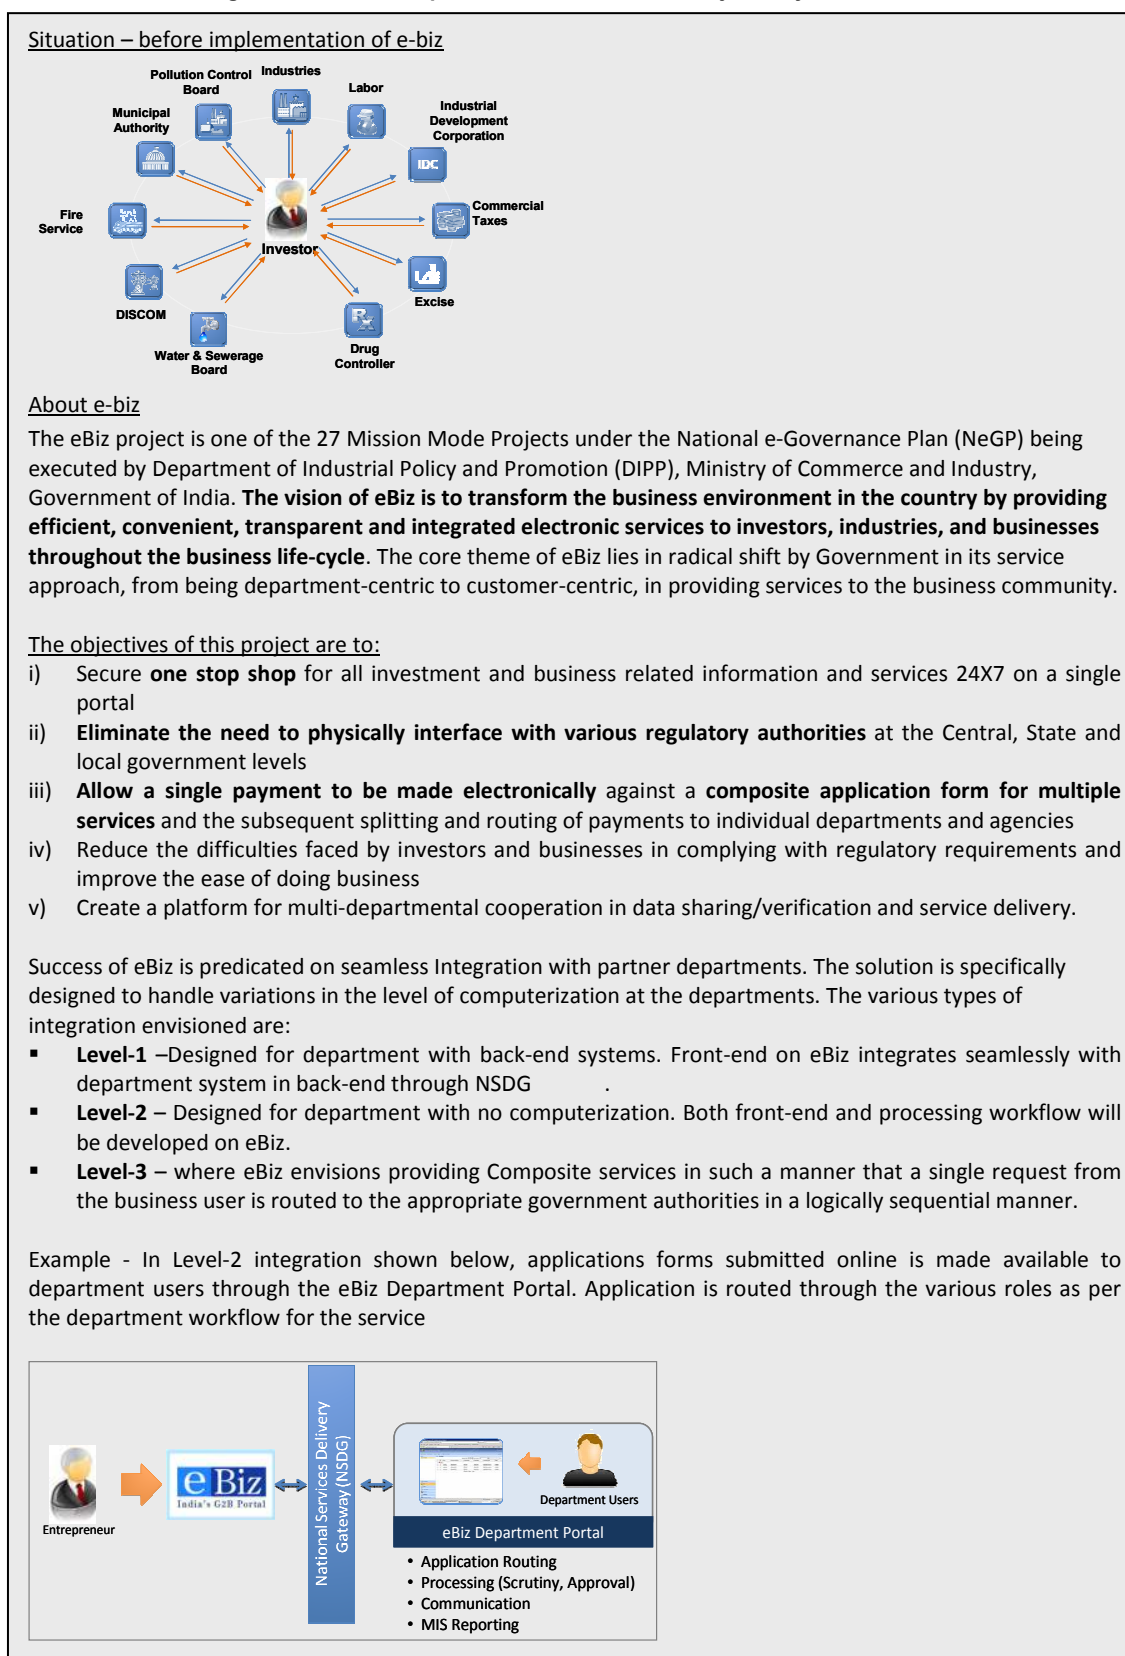 Situation – before implementation of e-biz
Pollution Control
Board
Industries
Labor
Municipal
Authority
Industrial
Development
Corporation
IDC
Fire
Service
Commercial
Taxes
Investor
DISCOM
Excise
Water & Sewerage
Board
Drug
Controller
About e-biz
The eBiz project is one of the 27 Mission Mode Projects under the National e-Governance Plan (NeGP) being
executed by Department of Industrial Policy and Promotion (DIPP), Ministry of Commerce and Industry,
Government of India. The vision of eBiz is to transform the business environment in the country by providing
efficient, convenient, transparent and integrated electronic services to investors, industries, and businesses
throughout the business life-cycle. The core theme of eBiz lies in radical shift by Government in its service
approach, from being department-centric to customer-centric, in providing services to the business community.
The objectives of this project are to:
i) Secure one stop shop for all investment and business related information and services 24X7 on a single
portal
ii) Eliminate the need to physically interface with various regulatory authorities at the Central, State and
local government levels
iii) Allow a single payment to be made electronically against a composite application form for multiple
services and the subsequent splitting and routing of payments to individual departments and agencies
iv) Reduce the difficulties faced by investors and businesses in complying with regulatory requirements and
improve the ease of doing business
v) Create a platform for multi-departmental cooperation in data sharing/verification and service delivery.
Success of eBiz is predicated on seamless Integration with partner departments. The solution is specifically
designed to handle variations in the level of computerization at the departments. The various types of
integration envisioned are:
▪ Level-1 –Designed for department with back-end systems. Front-end on eBiz integrates seamlessly with
department system in back-end through NSDG .
▪ Level-2 – Designed for department with no computerization. Both front-end and processing workflow will
be developed on eBiz.
▪ Level-3 – where eBiz envisions providing Composite services in such a manner that a single request from
the business user is routed to the appropriate government authorities in a logically sequential manner.
Example - In Level-2 integration shown below, applications forms submitted online is made available to
department users through the eBiz Department Portal. Application is routed through the various roles as per
the department workflow for the service
Entrepreneur
e Biz
India's G2B Portal
National Services Delivery
Gateway (NSDG)
Department Users
eBiz Department Portal
• Application Routing
• Processing (Scrutiny, Approval)
• Communication
• MIS Reporting